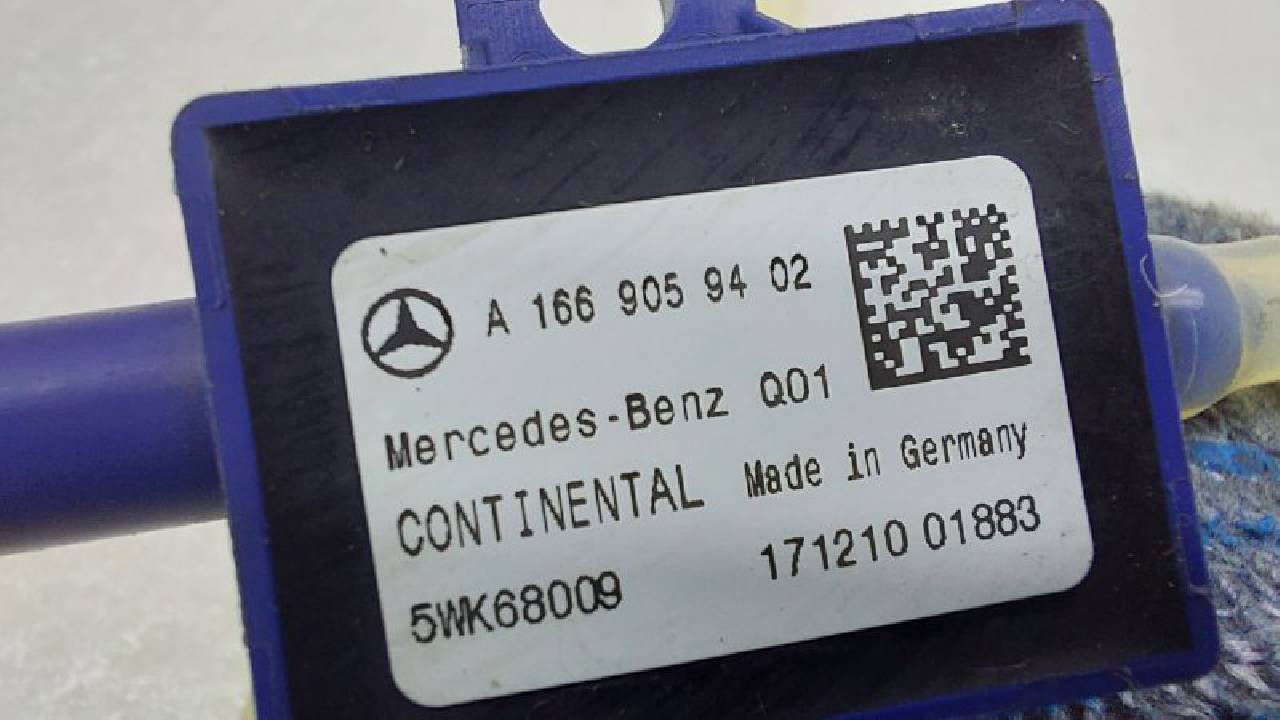 A 166 905 94 02
Mercedes-Benz Q01
CONTINENTAL Made in Germany
5WK68009 171210 01883